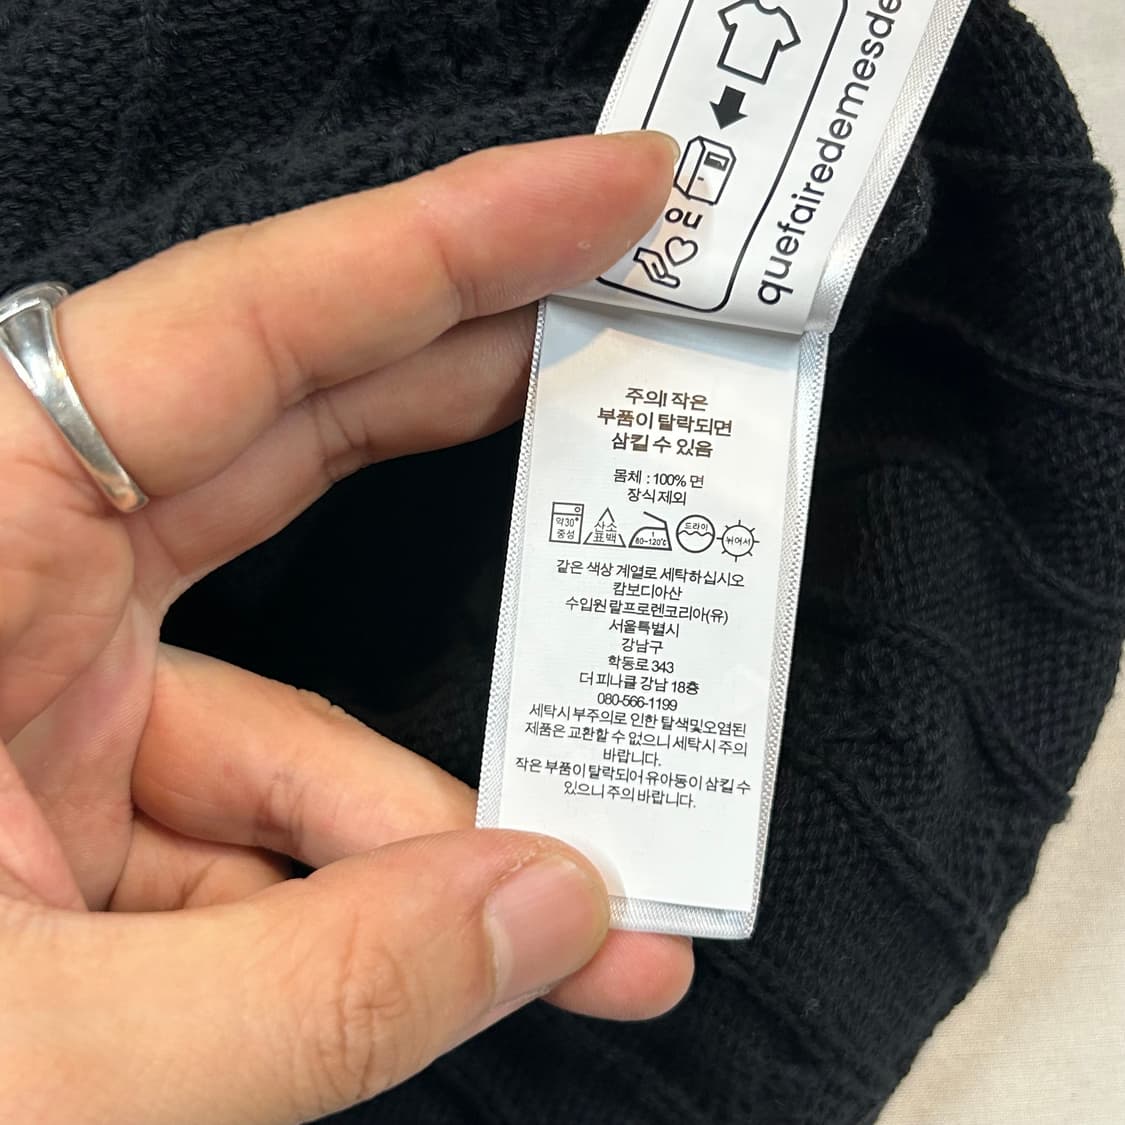 quefairedemesde
OU
주의! 작은
부품이 탈락되면
삼킬 수 있음
몸체 : 100% 면
장식 제외
약30°
중성
산소
표백
1
80~120℃
드라이
뉘어서
같은 색상 계열로 세탁하십시오
캄보디아산
수입원 랄프로렌코리아(유)
서울특별시
강남구
학동로 343
더 피나클 강남 18층
080-566-1199
세탁시 부주의로 인한 탈색및오염된
제품은 교환할 수 없으니 세탁시 주의
바랍니다.
작은 부품이 탈락되어 유아동이 삼킬 수
있으니 주의 바랍니다.